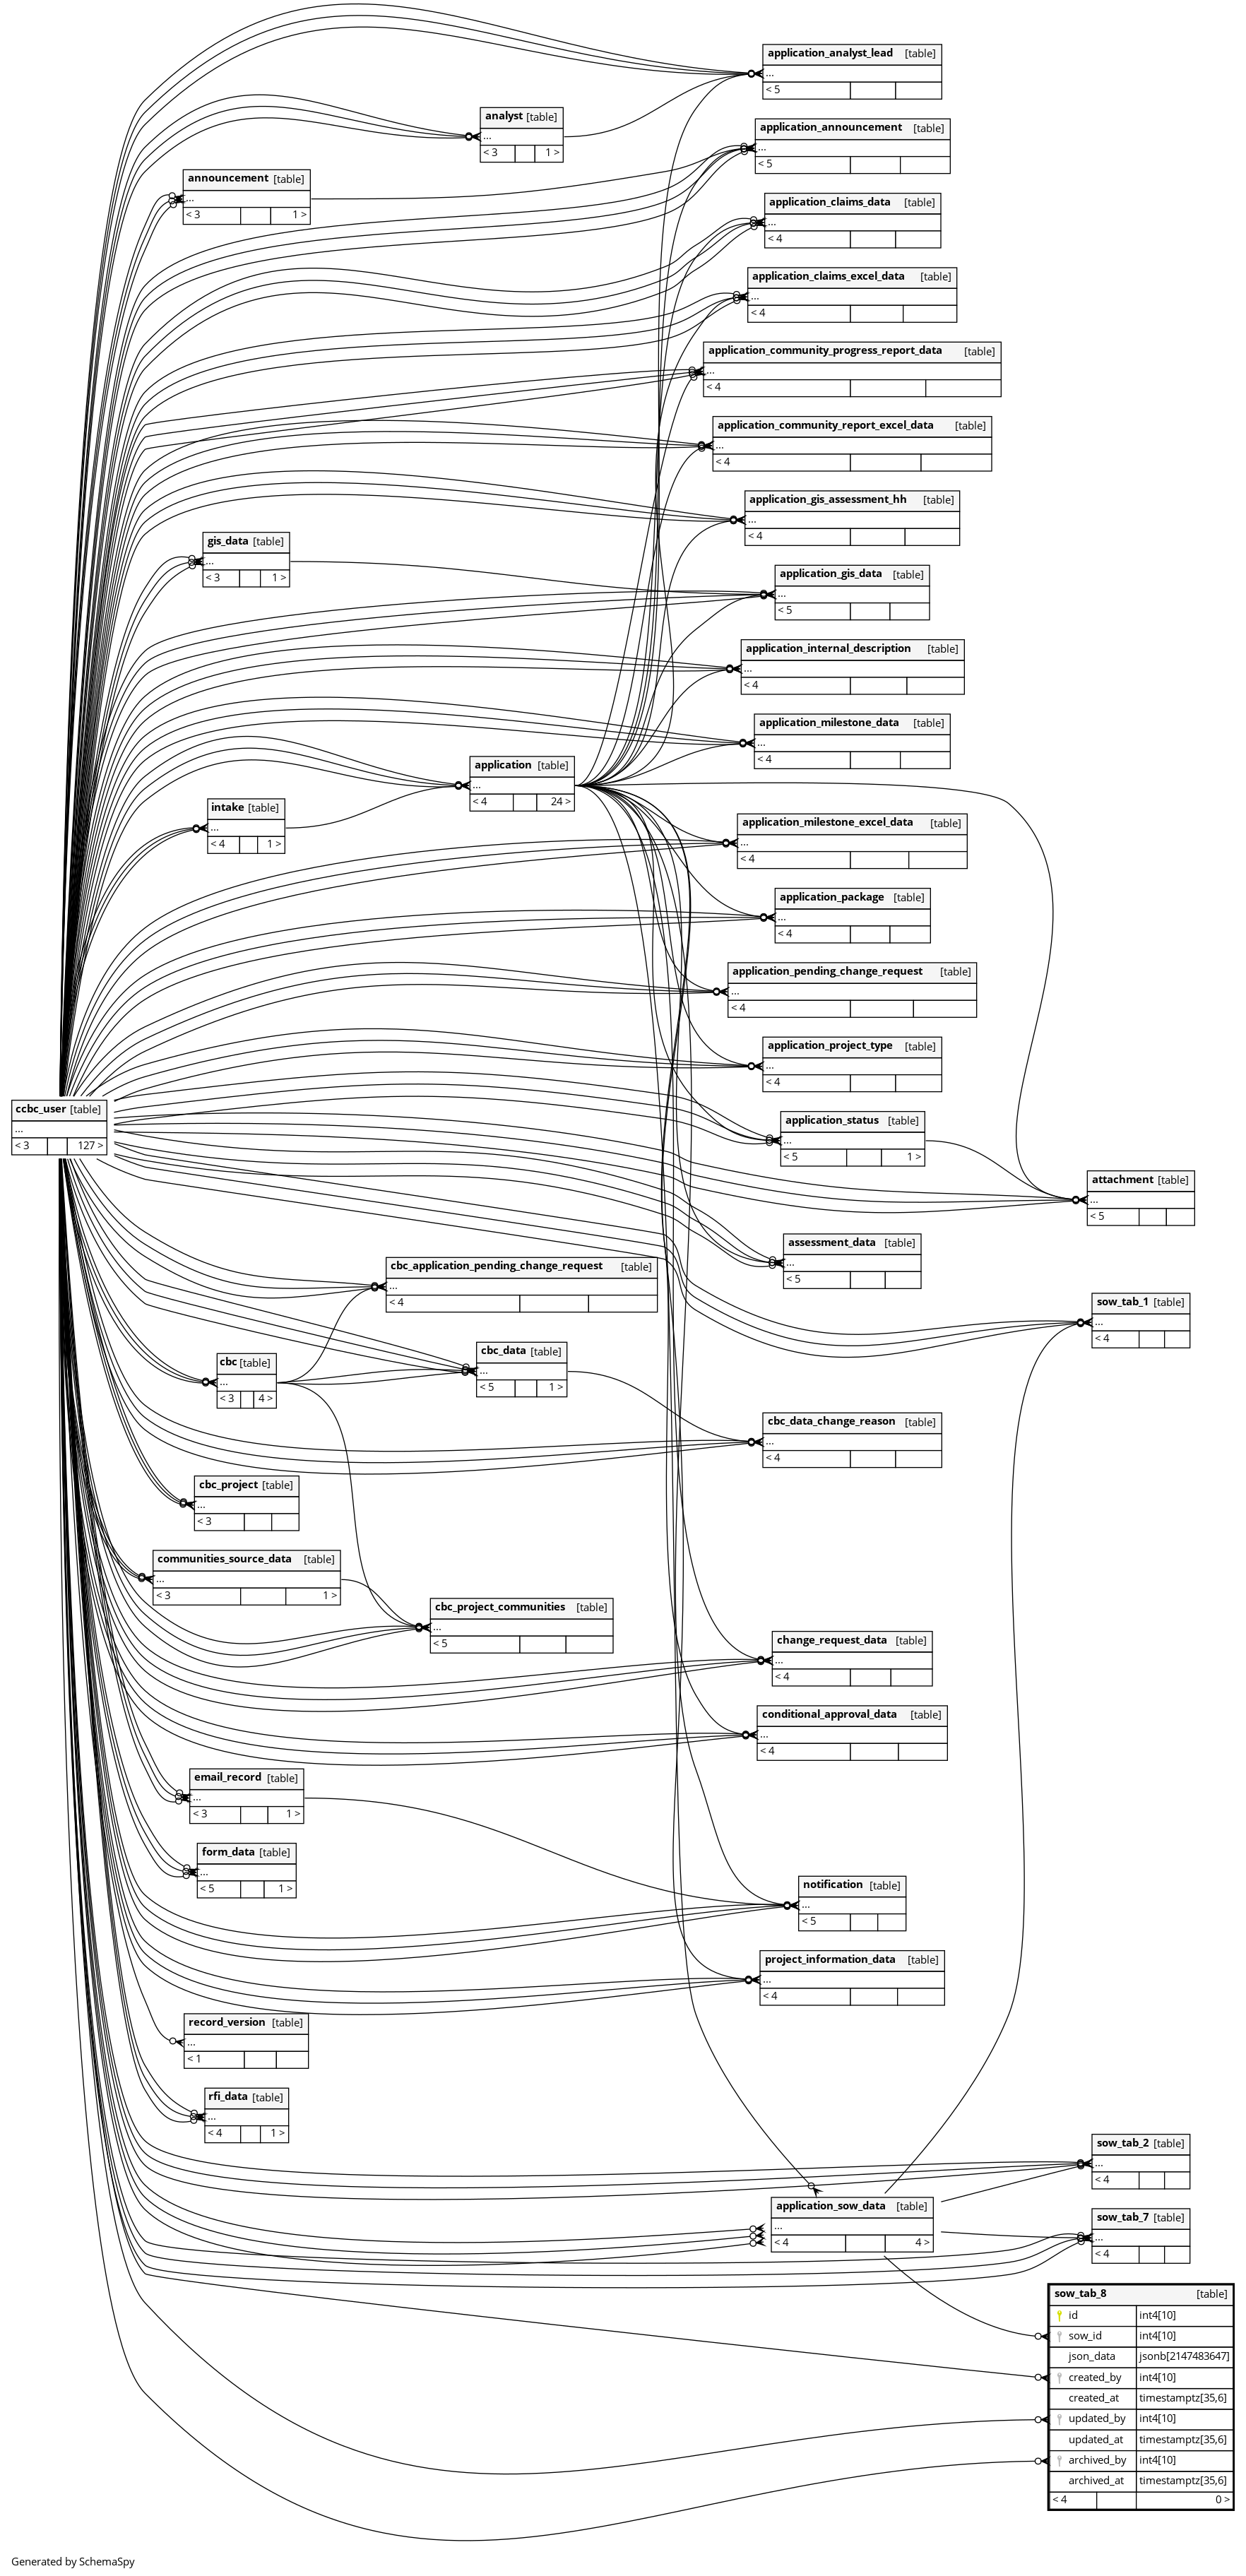 application_analyst_lead [table]
...
< 5
analyst [table]
...
< 3 1 >
application_announcement [table]
...
< 5
announcement [table]
...
< 3 1 >
application_claims_data [table]
...
< 4
application_claims_excel_data [table]
...
< 4
application_community_progress_report_data [table]
...
< 4
application_community_report_excel_data [table]
...
< 4
application_gis_assessment_hh [table]
...
< 4
gis_data [table]
...
< 3 1 >
application_gis_data [table]
...
< 5
application_internal_description [table]
...
< 4
application_milestone_data [table]
...
< 4
application [table]
...
< 4 24 >
intake [table]
...
< 4 1 >
application_milestone_excel_data [table]
...
< 4
application_package [table]
...
< 4
application_pending_change_request [table]
...
< 4
application_project_type [table]
...
< 4
ccbc_user [table]
...
< 3 127 >
application_status [table]
...
< 5 1 >
attachment [table]
...
< 5
assessment_data [table]
...
< 5
cbc_application_pending_change_request [table]
...
< 4
sow_tab_1 [table]
...
< 4
cbc_data [table]
...
< 5 1 >
cbc [table]
...
< 3 4 >
cbc_data_change_reason [table]
...
< 4
cbc_project [table]
...
< 3
communities_source_data [table]
...
< 3 1 >
cbc_project_communities [table]
...
< 5
change_request_data [table]
...
< 4
conditional_approval_data [table]
...
< 4
email_record [table]
...
< 3 1 >
form_data [table]
...
< 5 1 >
notification [table]
...
< 5
project_information_data [table]
...
< 4
record_version [table]
...
< 1
rfi_data [table]
...
< 4 1 >
sow_tab_2 [table]
...
< 4
application_sow_data [table]
...
< 4 4 >
sow_tab_7 [table]
...
< 4
sow_tab_8 [table]
id int4[10]
sow_id int4[10]
json_data jsonb[2147483647]
created_by int4[10]
created_at timestamptz[35,6]
updated_by int4[10]
updated_at timestamptz[35,6]
archived_by int4[10]
archived_at timestamptz[35,6]
< 4 0 >
Generated by SchemaSpy